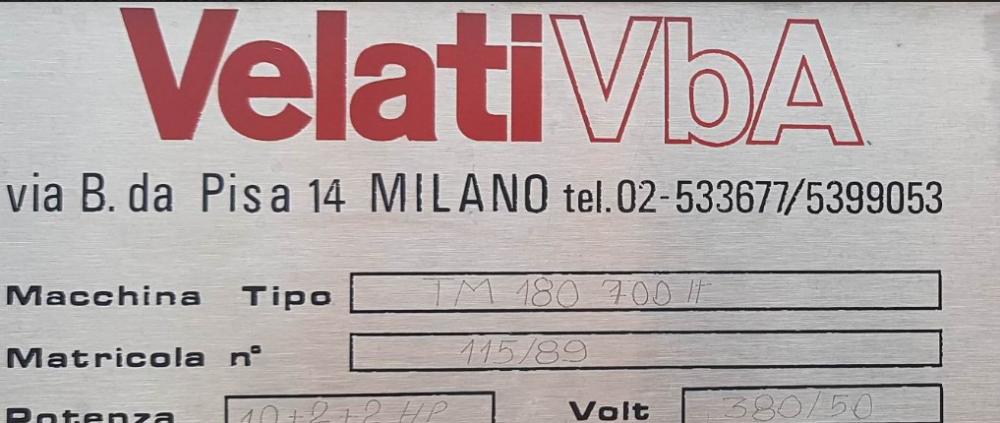 VelatiVbA
via B. da Pisa 14 MILANO tel.02-533677/5399053
Macchina Tipo TM 180 700 lt
Matricola n° 115/89
Potenza 10+2+2 HP Volt 380/50